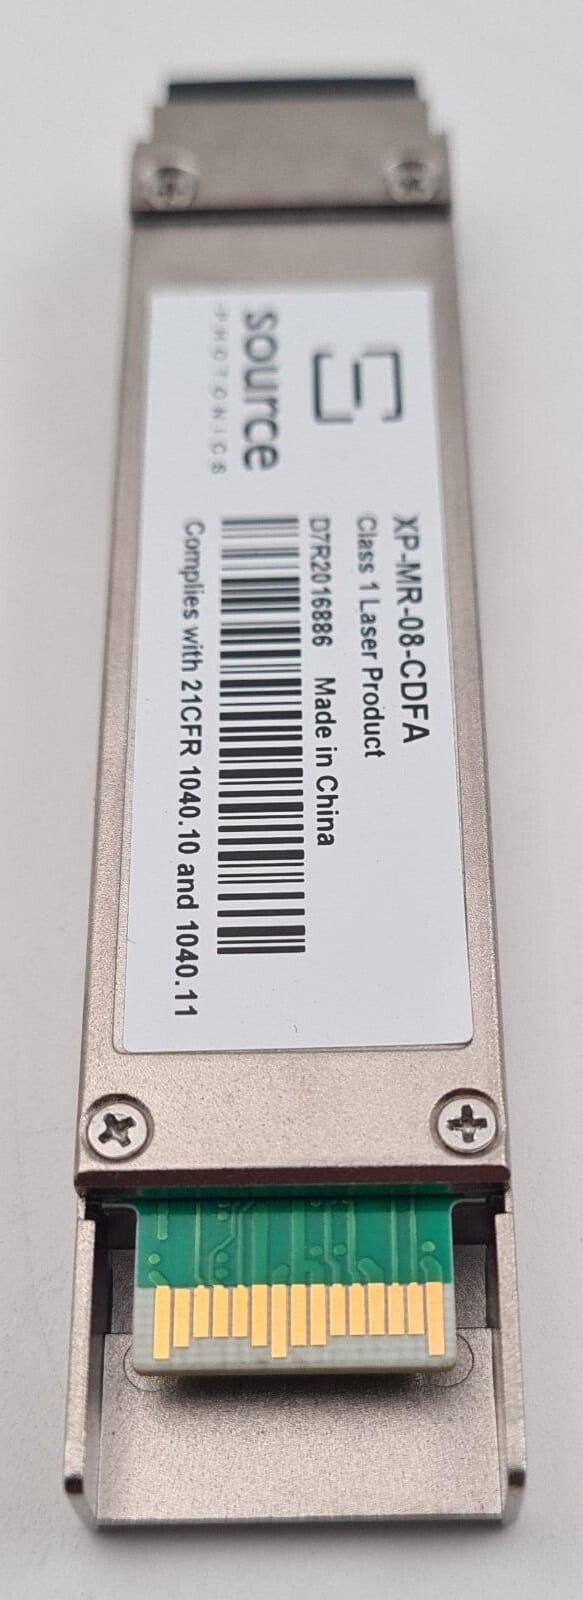 source
PHOTONICS
XP-MR-08-CDFA
Class 1 Laser Product
D7R2016886 Made in China
Complies with 21CFR 1040.10 and 1040.11